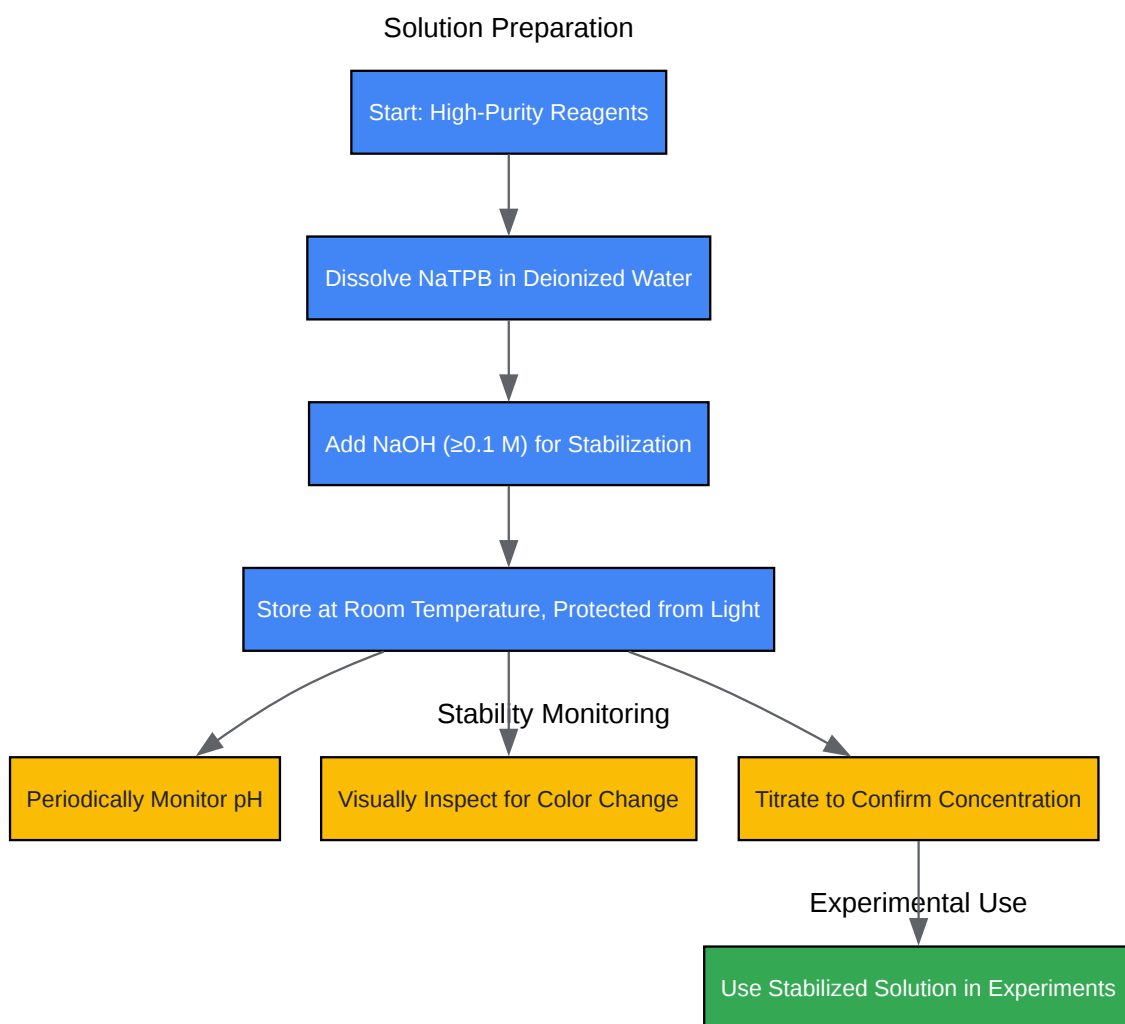 Solution Preparation
Start: High-Purity Reagents
Dissolve NaTPB in Deionized Water
Add NaOH (≥0.1 M) for Stabilization
Store at Room Temperature, Protected from Light
Stability Monitoring
Periodically Monitor pH
Visually Inspect for Color Change
Titrate to Confirm Concentration
Experimental Use
Use Stabilized Solution in Experiments